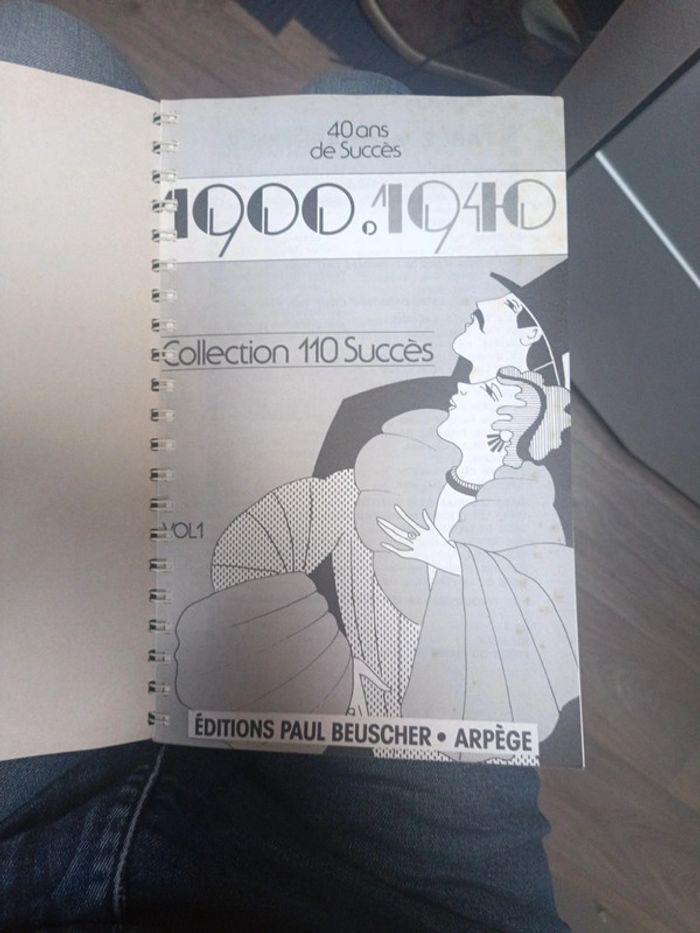 40 ans
de Succès
1900.1940
Collection 110 Succès
VOL1
ÉDITIONS PAUL BEUSCHER • ARPÈGE